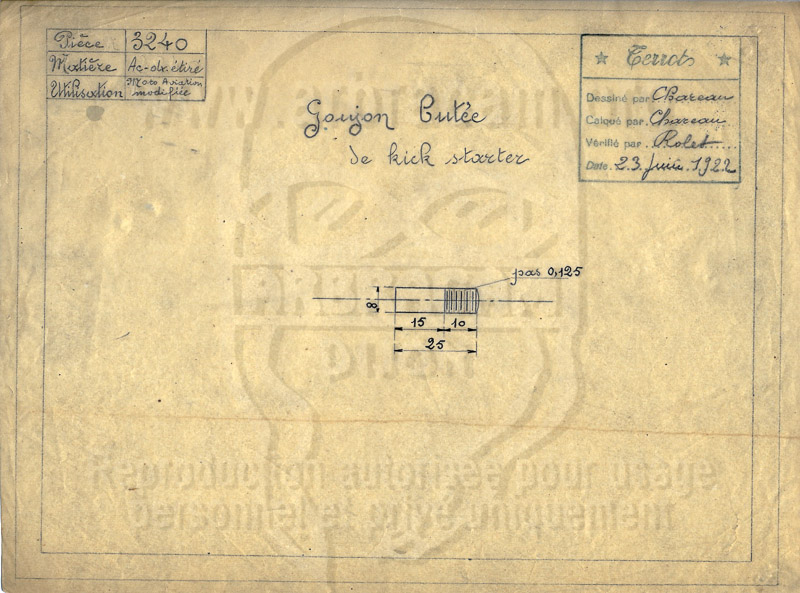 Pièce 3240
Matière Ac-dx. étiré
Utilisation Moto Aviation modifiée
Terrot
Dessiné par Chareau
Calqué par Chareau
Vérifié par Rolet
Date 23 Juin 1922
Goujon butée
de kick starter
pas 0,125
8
15 10
25
Reproduction autorisée pour usage
personnel et privé uniquement